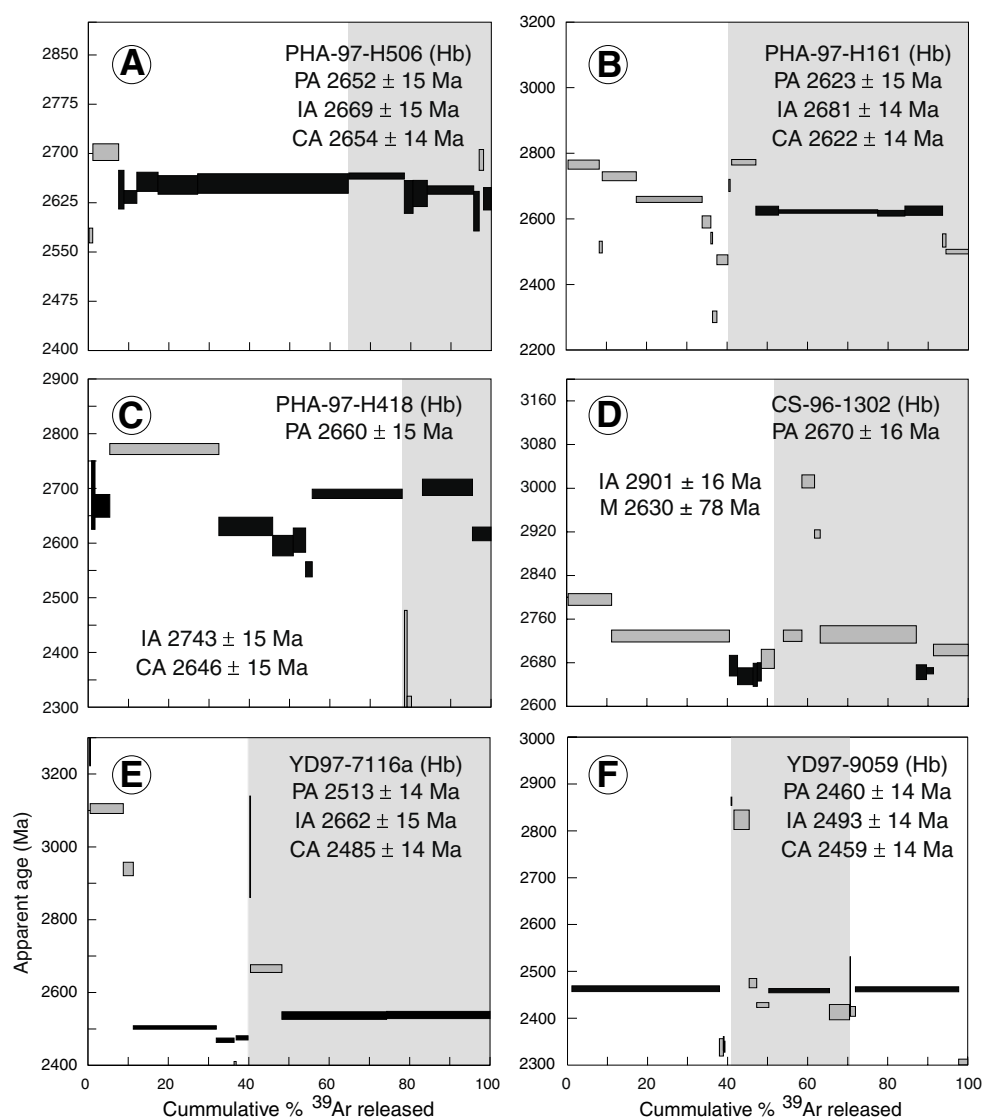 A
PHA-97-H506 (Hb)
PA 2652 ± 15 Ma
IA 2669 ± 15 Ma
CA 2654 ± 14 Ma
2850
2775
2700
2625
2550
2475
2400
B
PHA-97-H161 (Hb)
PA 2623 ± 15 Ma
IA 2681 ± 14 Ma
CA 2622 ± 14 Ma
3200
3000
2800
2600
2400
2200
C
PHA-97-H418 (Hb)
PA 2660 ± 15 Ma
IA 2743 ± 15 Ma
CA 2646 ± 15 Ma
2900
2800
2700
2600
2500
2400
2300
D
CS-96-1302 (Hb)
PA 2670 ± 16 Ma
IA 2901 ± 16 Ma
M 2630 ± 78 Ma
3160
3080
3000
2920
2840
2760
2680
2600
E
YD97-7116a (Hb)
PA 2513 ± 14 Ma
IA 2662 ± 15 Ma
CA 2485 ± 14 Ma
3200
3100
3000
2900
2800
2700
2600
2500
2400
Apparent age (Ma)
0 20 40 60 80 100
Cummulative % 39Ar released
F
YD97-9059 (Hb)
PA 2460 ± 14 Ma
IA 2493 ± 14 Ma
CA 2459 ± 14 Ma
3000
2900
2800
2700
2600
2500
2400
2300
0 20 40 60 80 100
Cummulative % 39Ar released